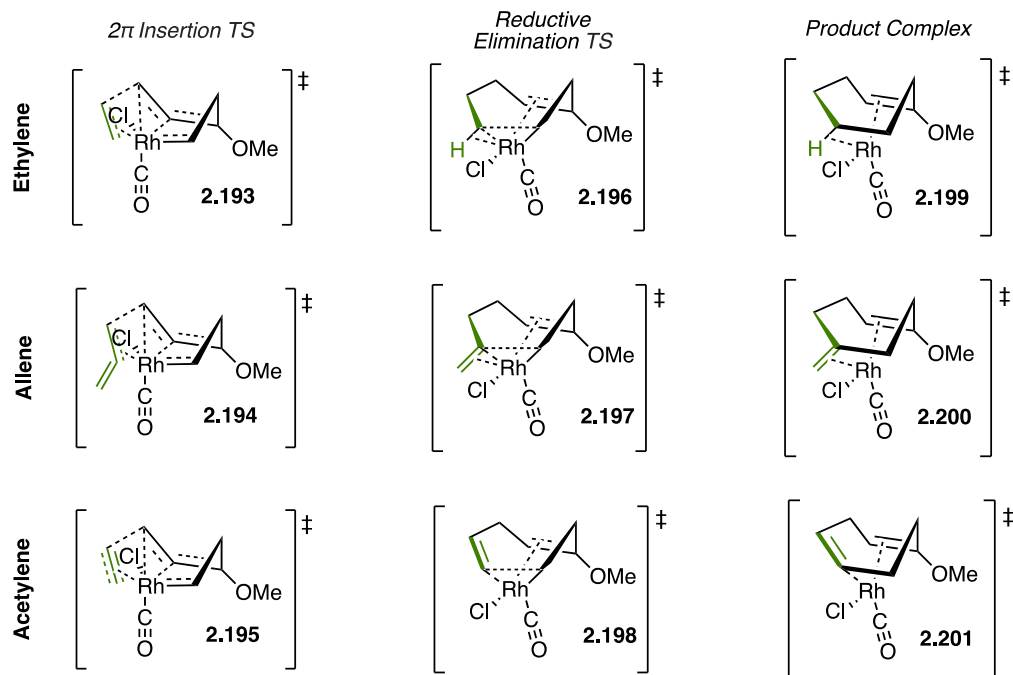 2π Insertion TS
Reductive
Elimination TS
Product Complex
Ethylene
Cl
Rh
OMe
C
O
2.193
‡
H
Rh
Cl
OMe
C
O
2.196
‡
H
Rh
Cl
OMe
C
O
2.199
‡
Allene
Cl
Rh
OMe
C
O
2.194
‡
Rh
Cl
OMe
C
O
2.197
‡
Rh
Cl
OMe
C
O
2.200
‡
Acetylene
Cl
Rh
OMe
C
O
2.195
‡
Rh
Cl
OMe
C
O
2.198
‡
Rh
Cl
OMe
C
O
2.201
‡